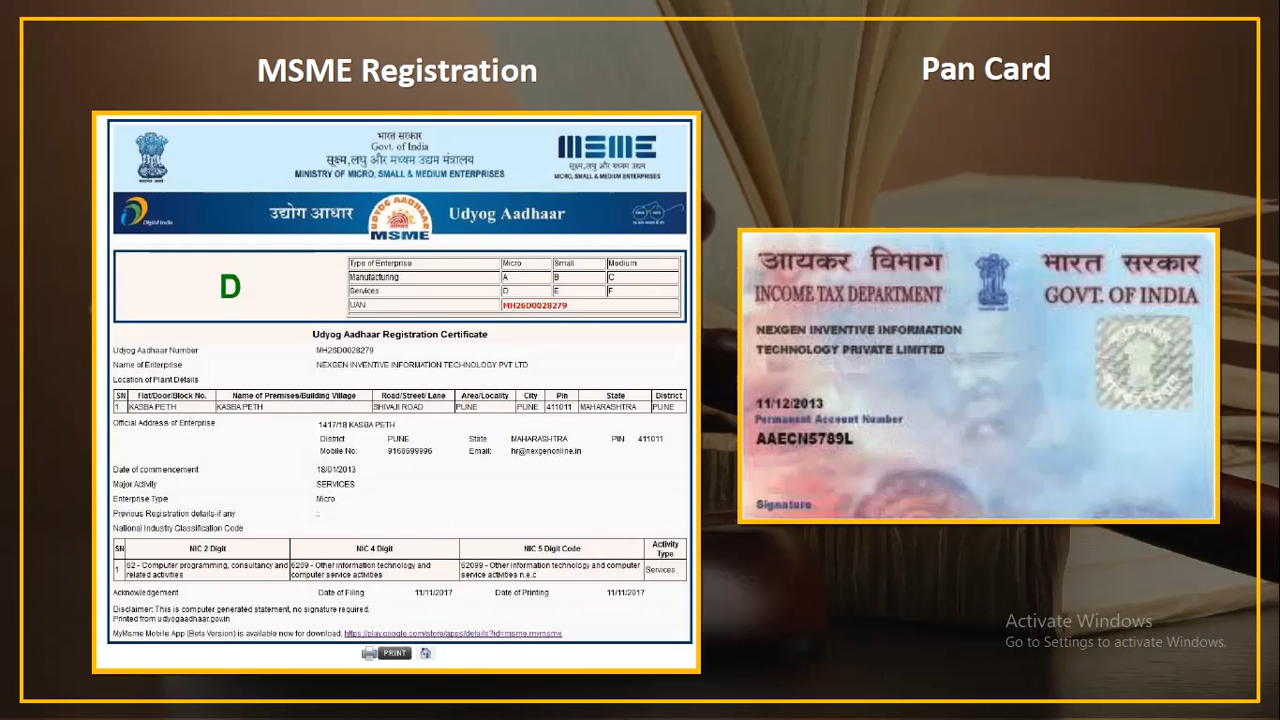 MSME Registration
Pan Card
भारत सरकार
Govt. of India
सूक्ष्म,लघु और मध्यम उद्यम मंत्रालय
MINISTRY OF MICRO, SMALL & MEDIUM ENTERPRISES
MSME
सूक्ष्म, लघु और मध्यम उद्यम
MICRO, SMALL & MEDIUM ENTERPRISES
Digital India
उद्योग आधार
UDYOG AADHAAR
MSME
Udyog Aadhaar
D
Type of Enterprise Micro Small Medium
Manufacturing A B C
Services D E F
UAN MH26D0028279
Udyog Aadhaar Registration Certificate
Udyog Aadhaar Number MH26D0028279
Name of Enterprise NEXGEN INVENTIVE INFORMATION TECHNOLOGY PVT LTD
Location of Plant Details
SN Flat/Door/Block No. Name of Premises/Building Village Road/Street/Lane Area/Locality City Pin State District
1 KASBA PETH KASBA PETH SHIVAJI ROAD PUNE PUNE 411011 MAHARASHTRA PUNE
Official Address of Enterprise 1417/18 KASBA PETH
District PUNE State MAHARASHTRA PIN 411011
Mobile No: 9168699996 Email: hr@nexgenonline.in
Date of commencement 18/01/2013
Major Activity SERVICES
Enterprise Type Micro
Previous Registration details-if any ::
National Industry Classification Code
SN NIC 2 Digit NIC 4 Digit NIC 5 Digit Code Activity Type
1 62 - Computer programming, consultancy and related activities 6209 - Other information technology and computer service activities 62099 - Other information technology and computer service activities n.e.c Services
Acknowledgement Date of Filing 11/11/2017 Date of Printing 11/11/2017
Disclaimer: This is computer generated statement, no signature required.
Printed from udyogaadhaar.gov.in
MyMsme Mobile App (Beta Version) is available now for download. https://play.google.com/store/apps/details?id=msme.mymsme
PRINT
आयकर विभाग
INCOME TAX DEPARTMENT
भारत सरकार
GOVT. OF INDIA
NEXGEN INVENTIVE INFORMATION
TECHNOLOGY PRIVATE LIMITED
11/12/2013
Permanent Account Number
AAECN5789L
Signature
Activate Windows
Go to Settings to activate Windows.